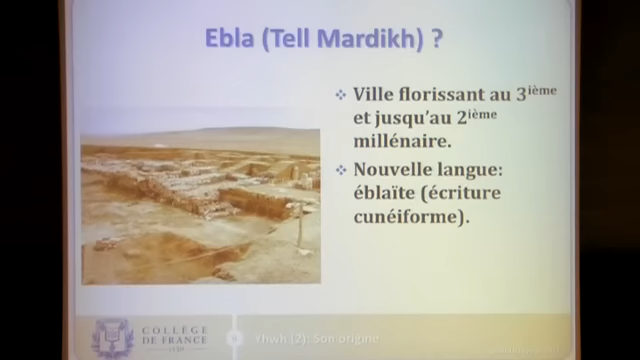 Ebla (Tell Mardikh) ?
❖ Ville florissant au 3ième
et jusqu'au 2ième
millénaire.
❖ Nouvelle langue:
éblaïte (écriture
cunéiforme).
COLLÈGE
DE FRANCE
1530
Yhwh (2): Son origine